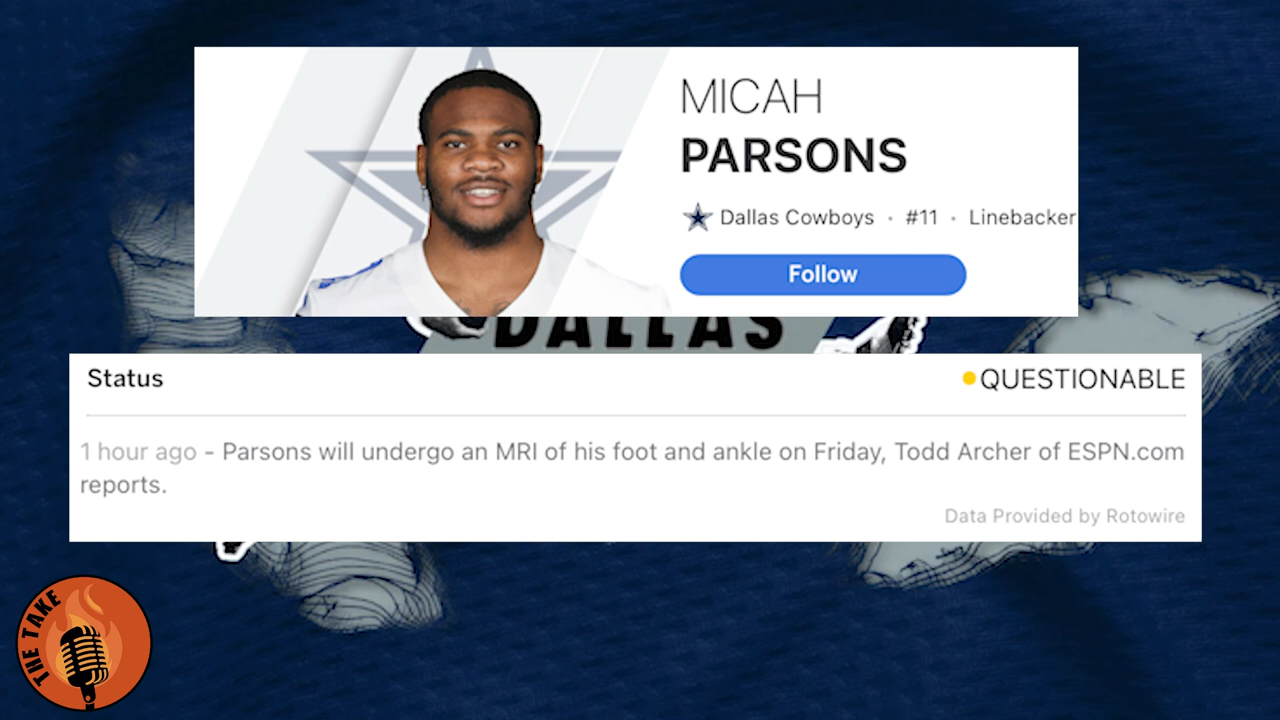 MICAH
PARSONS
Dallas Cowboys • #11 • Linebacker
Follow
DALLAS
Status
QUESTIONABLE
1 hour ago – Parsons will undergo an MRI of his foot and ankle on Friday, Todd Archer of ESPN.com
reports.
Data Provided by Rotowire
THE TAKE